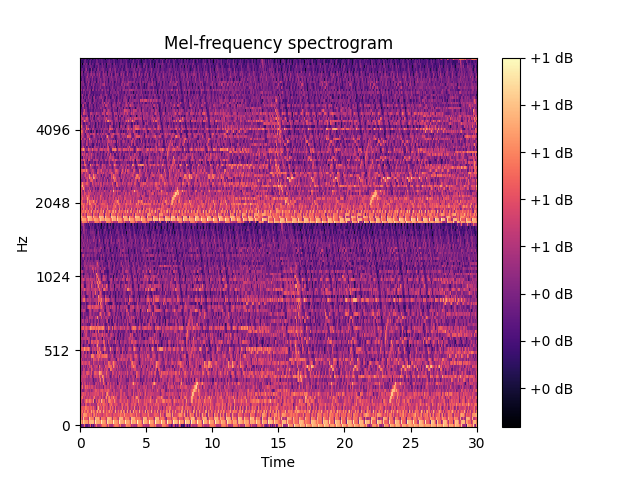 Mel-frequency spectrogram
Hz
4096
2048
1024
512
0
0 5 10 15 20 25 30
Time
+1 dB
+1 dB
+1 dB
+1 dB
+1 dB
+0 dB
+0 dB
+0 dB